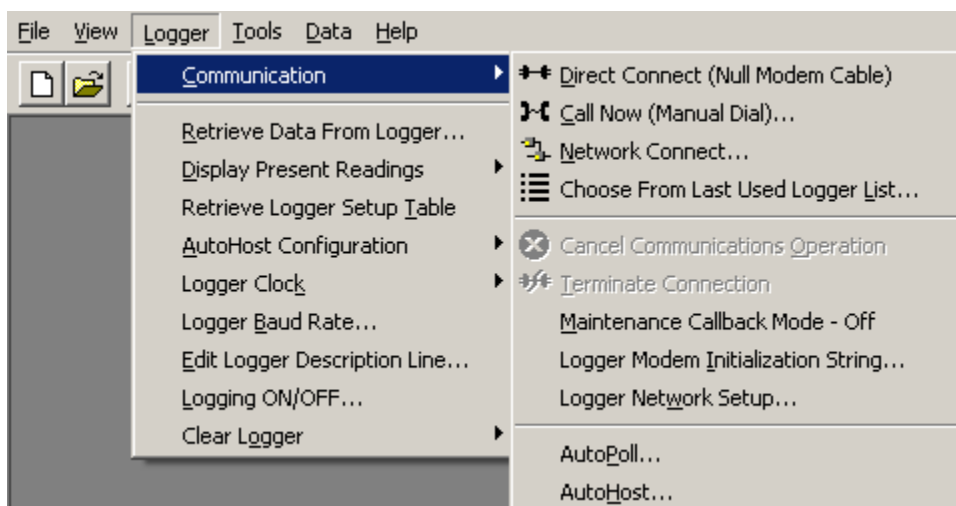 File View Logger Tools Data Help
Communication
Retrieve Data From Logger...
Display Present Readings
Retrieve Logger Setup Table
AutoHost Configuration
Logger Clock
Logger Baud Rate...
Edit Logger Description Line...
Logging ON/OFF...
Clear Logger
Direct Connect (Null Modem Cable)
Call Now (Manual Dial)...
Network Connect...
Choose From Last Used Logger List...
Cancel Communications Operation
Terminate Connection
Maintenance Callback Mode - Off
Logger Modem Initialization String...
Logger Network Setup...
AutoPoll...
AutoHost...